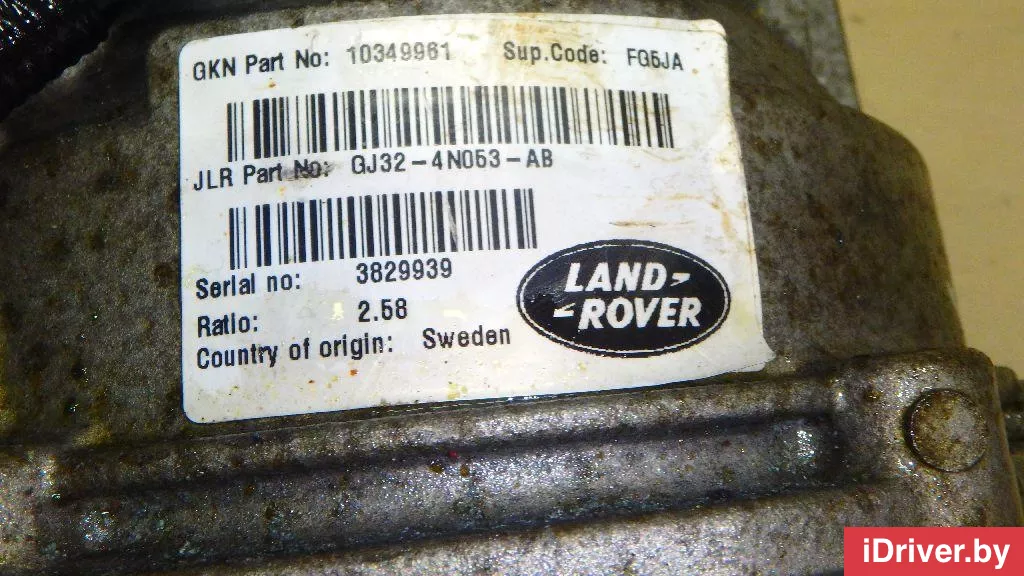 GKN Part No: 10349961 Sup.Code: FG5JA
JLR Part No: GJ32-4N053-AB
Serial no: 3829939
Ratio: 2.58
Country of origin: Sweden
LAND
ROVER
iDriver.by